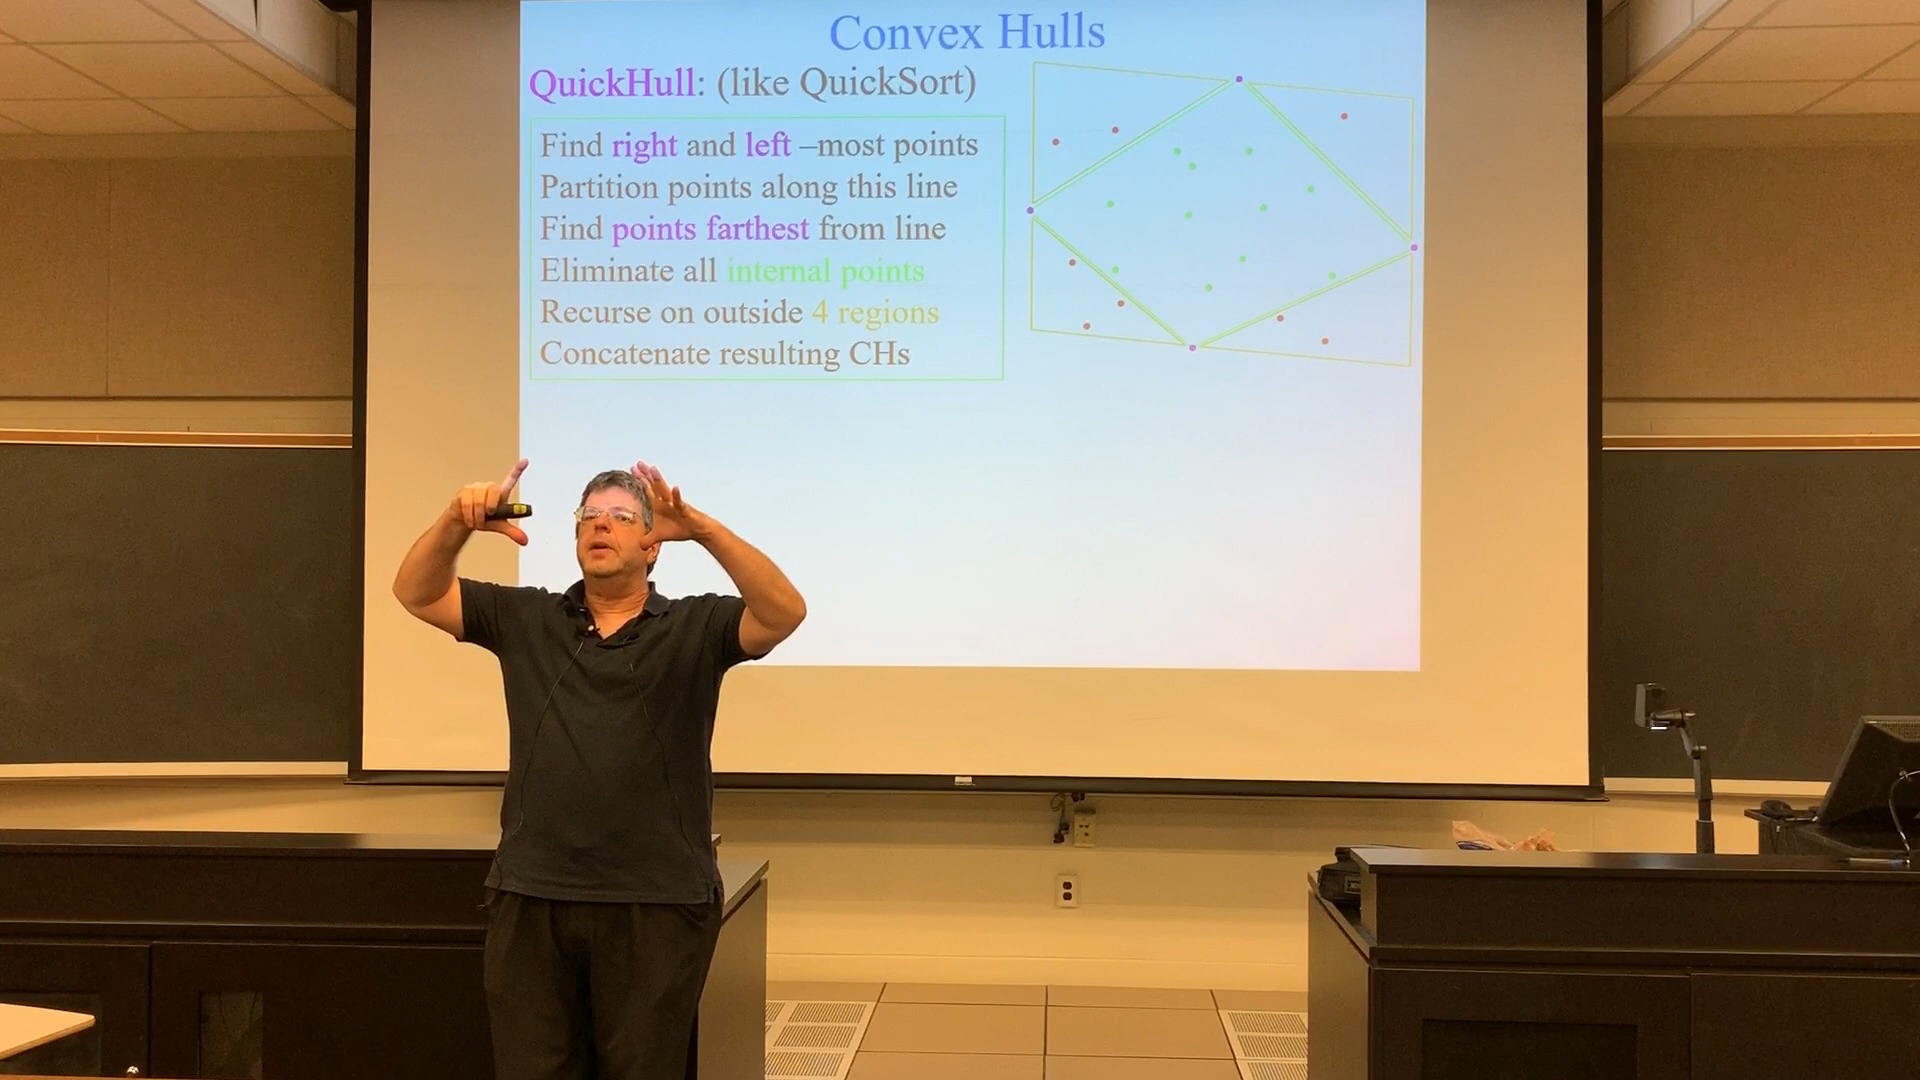 Convex Hulls
QuickHull: (like QuickSort)
Find right and left –most points
Partition points along this line
Find points farthest from line
Eliminate all internal points
Recurse on outside 4 regions
Concatenate resulting CHs